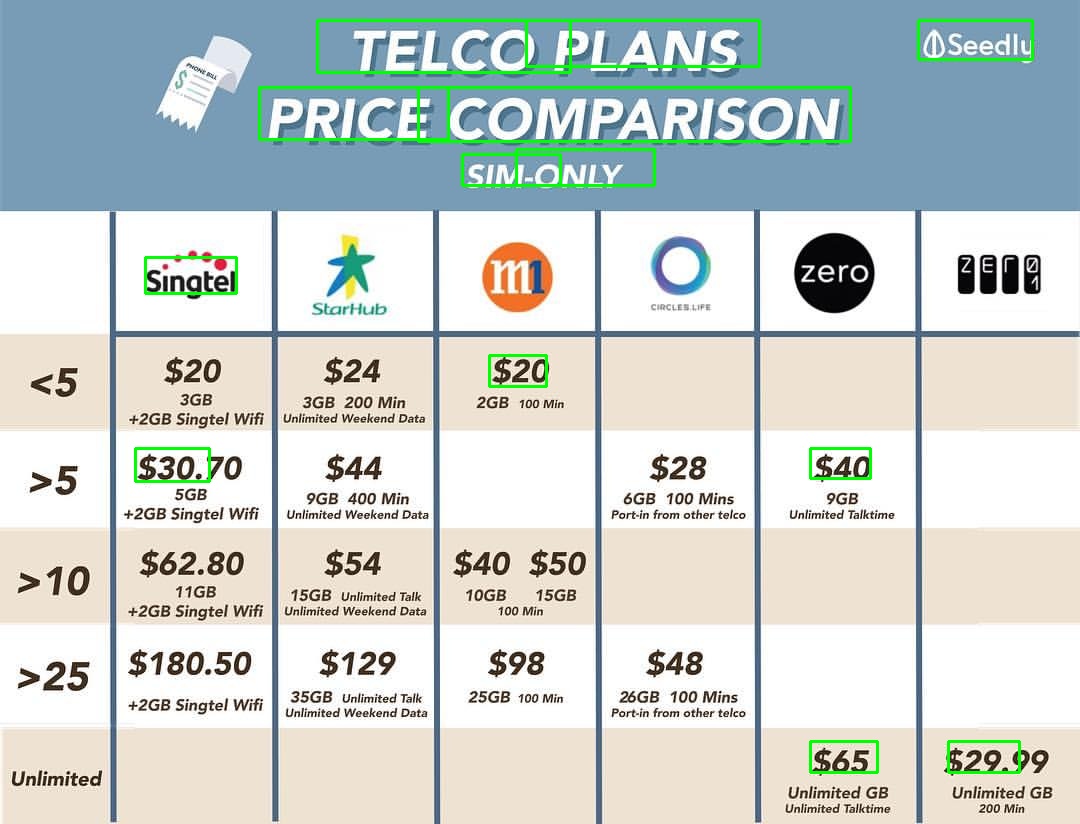 TELCO PLANS
PRICE COMPARISON
SIM-ONLY
Seedly
PHONE BILL
$
Singtel
StarHub
m1
CIRCLES.LIFE
zero
ZERO1
<5
$20
3GB
+2GB Singtel Wifi
$24
3GB 200 Min
Unlimited Weekend Data
$20
2GB 100 Min
>5
$30.70
5GB
+2GB Singtel Wifi
$44
9GB 400 Min
Unlimited Weekend Data
$28
6GB 100 Mins
Port-in from other telco
$40
9GB
Unlimited Talktime
>10
$62.80
11GB
+2GB Singtel Wifi
$54
15GB Unlimited Talk
Unlimited Weekend Data
$40 $50
10GB 15GB
100 Min
>25
$180.50
+2GB Singtel Wifi
$129
35GB Unlimited Talk
Unlimited Weekend Data
$98
25GB 100 Min
$48
26GB 100 Mins
Port-in from other telco
Unlimited
$65
Unlimited GB
Unlimited Talktime
$29.99
Unlimited GB
200 Min